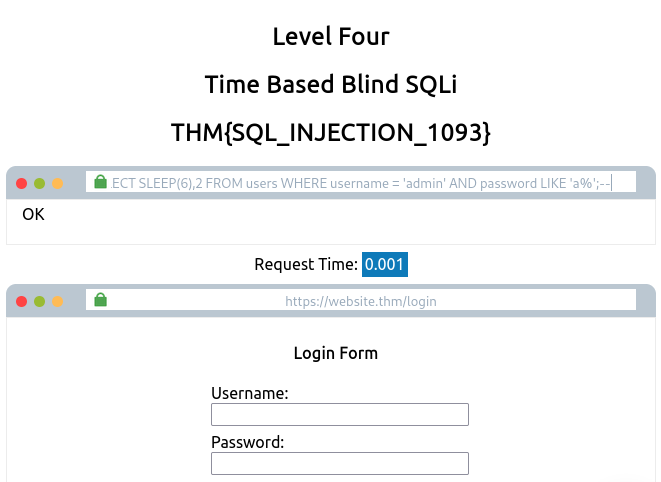 Level Four
Time Based Blind SQLi
THM{SQL_INJECTION_1093}
ECT SLEEP(6),2 FROM users WHERE username = 'admin' AND password LIKE 'a%';--
OK
Request Time: 0.001
https://website.thm/login
Login Form
Username:
Password: